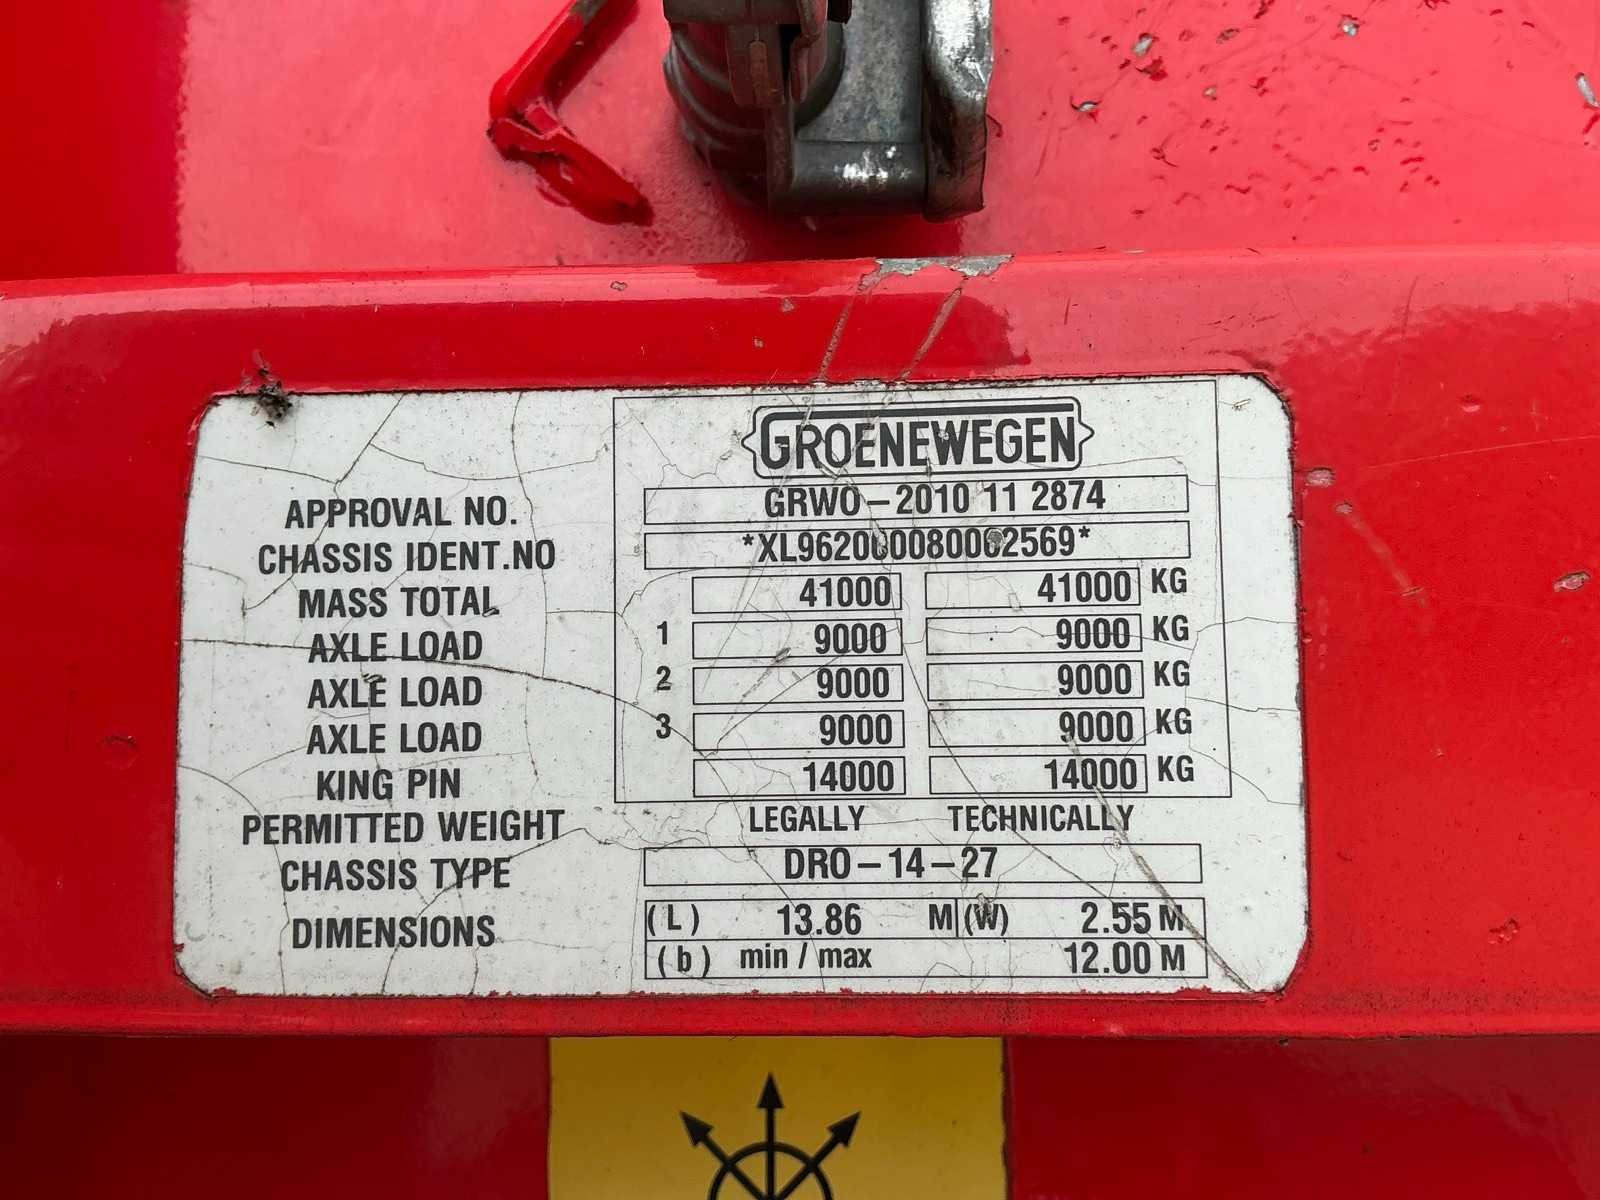 GROENEWEGEN
APPROVAL NO. GRWO-2010 11 2874
CHASSIS IDENT.NO *XL962000080002569*
MASS TOTAL 41000 41000 KG
AXLE LOAD 1 9000 9000 KG
AXLE LOAD 2 9000 9000 KG
AXLE LOAD 3 9000 9000 KG
KING PIN 14000 14000 KG
PERMITTED WEIGHT LEGALLY TECHNICALLY
CHASSIS TYPE DRO-14-27
DIMENSIONS (L) 13.86 M (W) 2.55 M
(b) min / max 12.00 M